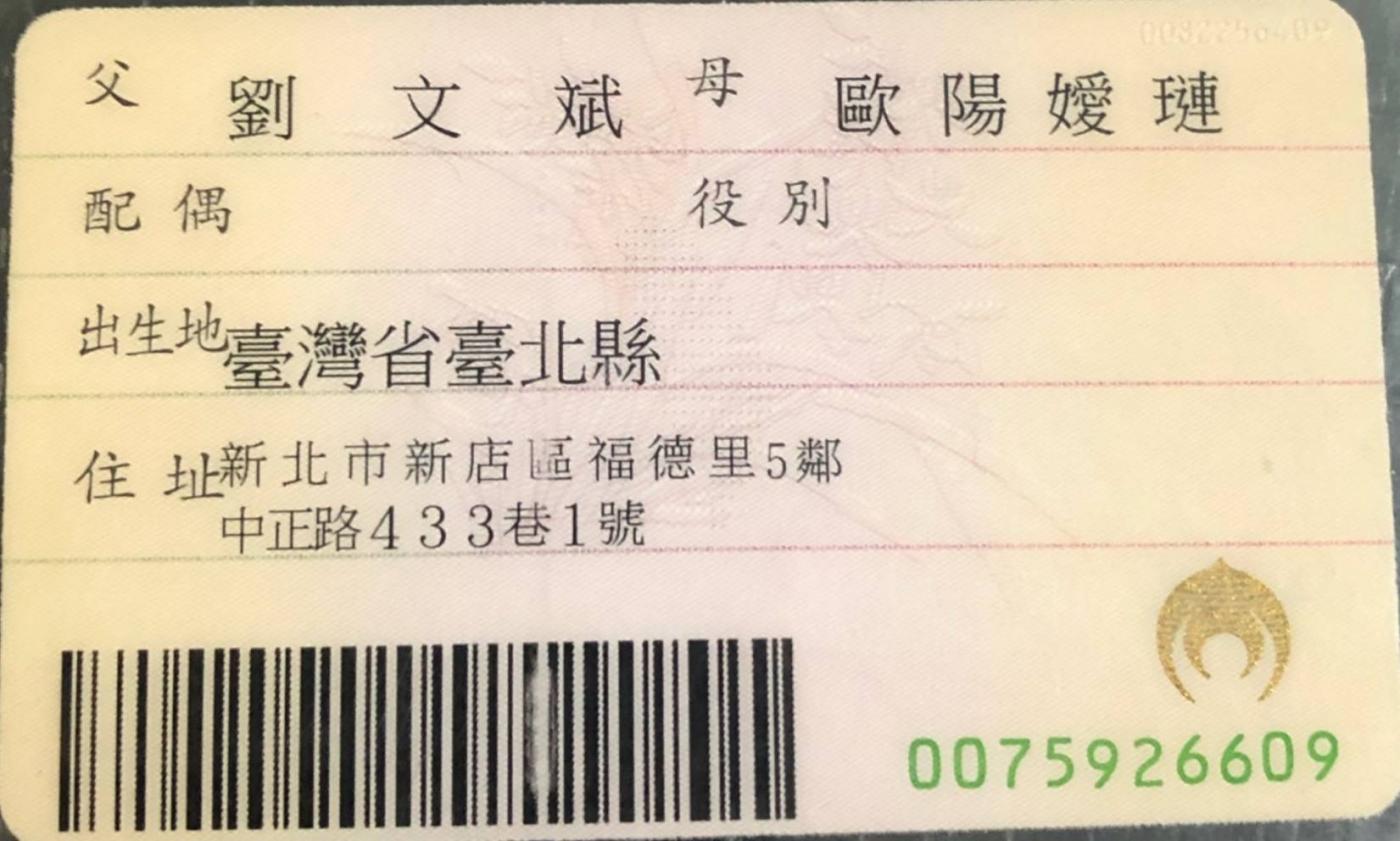 父 劉文斌 母 歐陽嬡璉
配偶 役別
出生地 臺灣省臺北縣
住址 新北市新店區福德里5鄰
中正路433巷1號
0075926609